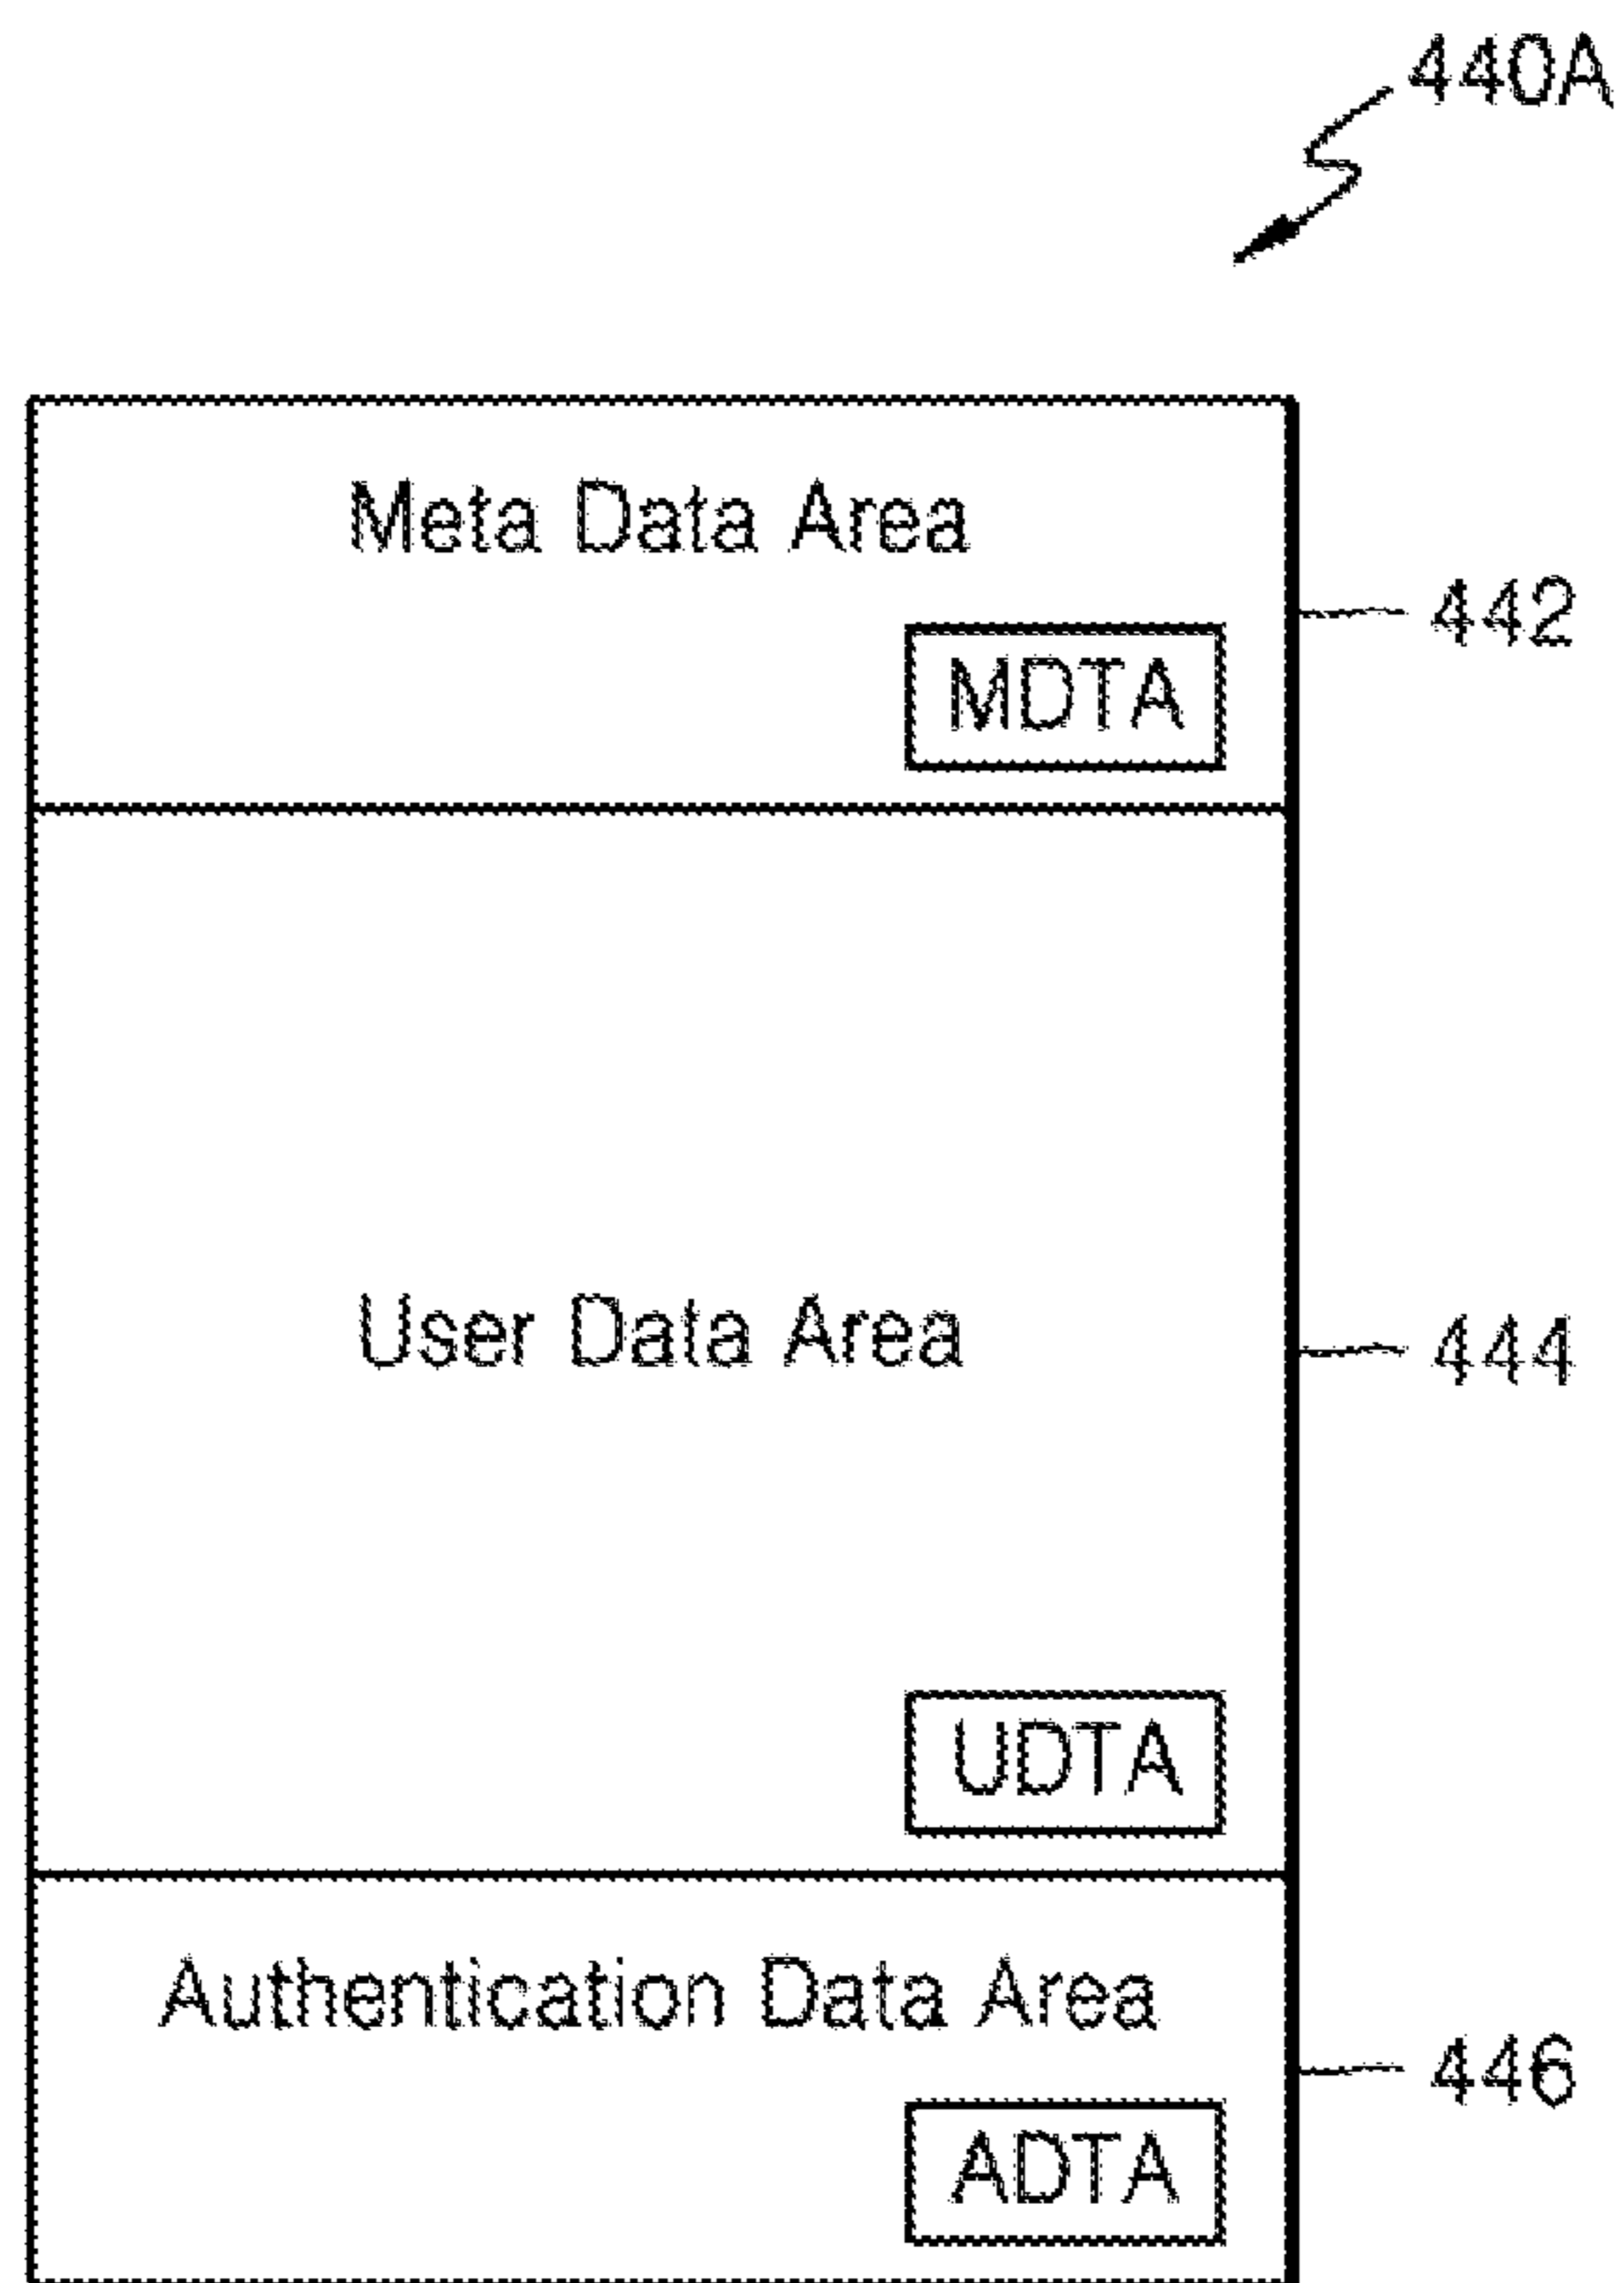 440A
Meta Data Area
442
MDTA
User Data Area
444
UDTA
Authentication Data Area
446
ADTA